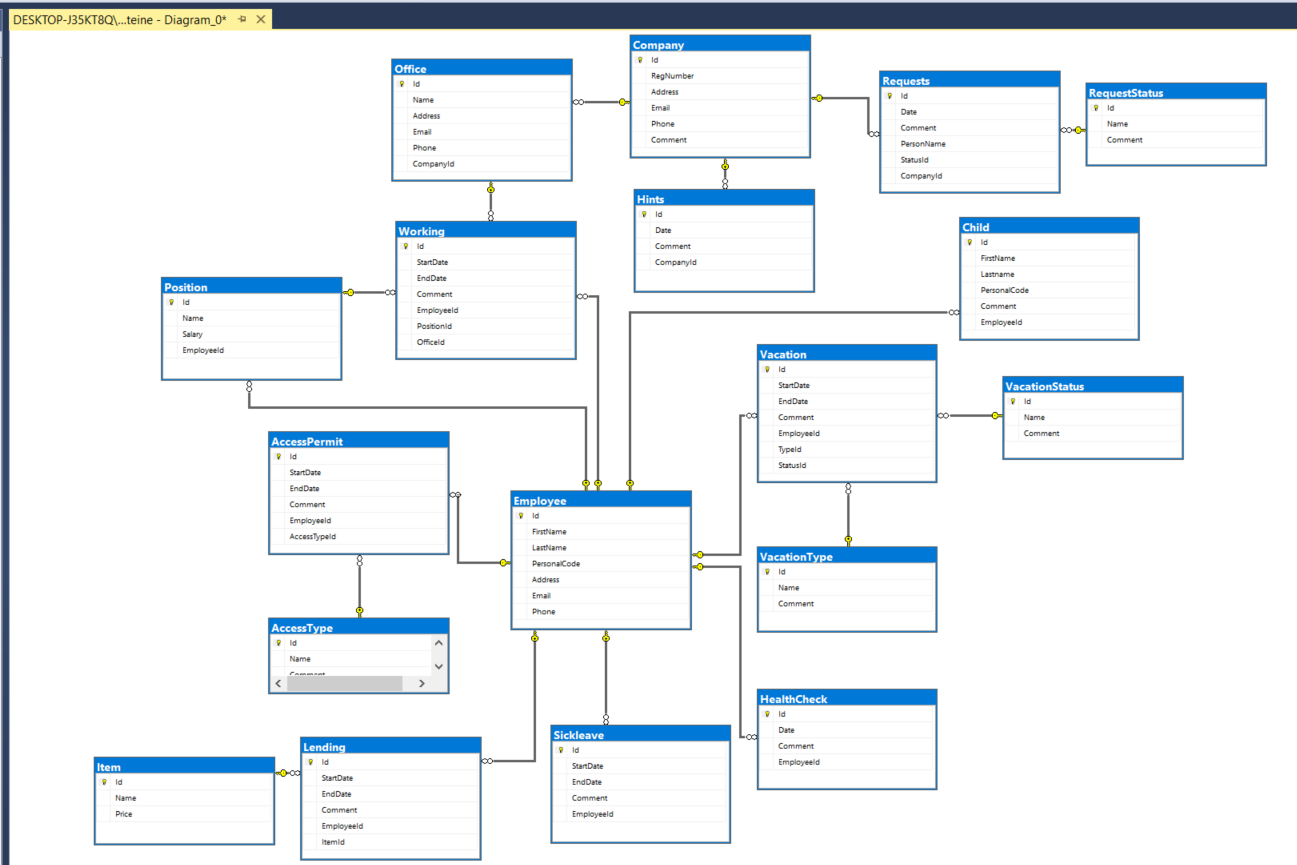 DESKTOP-J35KT8Q\...teine - Diagram_0*
Company
Id
RegNumber
Address
Email
Phone
Comment
Office
Id
Name
Address
Email
Phone
CompanyId
Requests
Id
Date
Comment
PersonName
StatusId
CompanyId
RequestStatus
Id
Name
Comment
Hints
Id
Date
Comment
CompanyId
Working
Id
StartDate
EndDate
Comment
EmployeeId
PositionId
OfficeId
Child
Id
FirstName
Lastname
PersonalCode
Comment
EmployeeId
Position
Id
Name
Salary
EmployeeId
Vacation
Id
StartDate
EndDate
Comment
EmployeeId
TypeId
StatusId
VacationStatus
Id
Name
Comment
AccessPermit
Id
StartDate
EndDate
Comment
EmployeeId
AccessTypeId
Employee
Id
FirstName
LastName
PersonalCode
Address
Email
Phone
VacationType
Id
Name
Comment
AccessType
Id
Name
Comment
HealthCheck
Id
Date
Comment
EmployeeId
Sickleave
Id
StartDate
EndDate
Comment
EmployeeId
Lending
Id
StartDate
EndDate
Comment
EmployeeId
ItemId
Item
Id
Name
Price